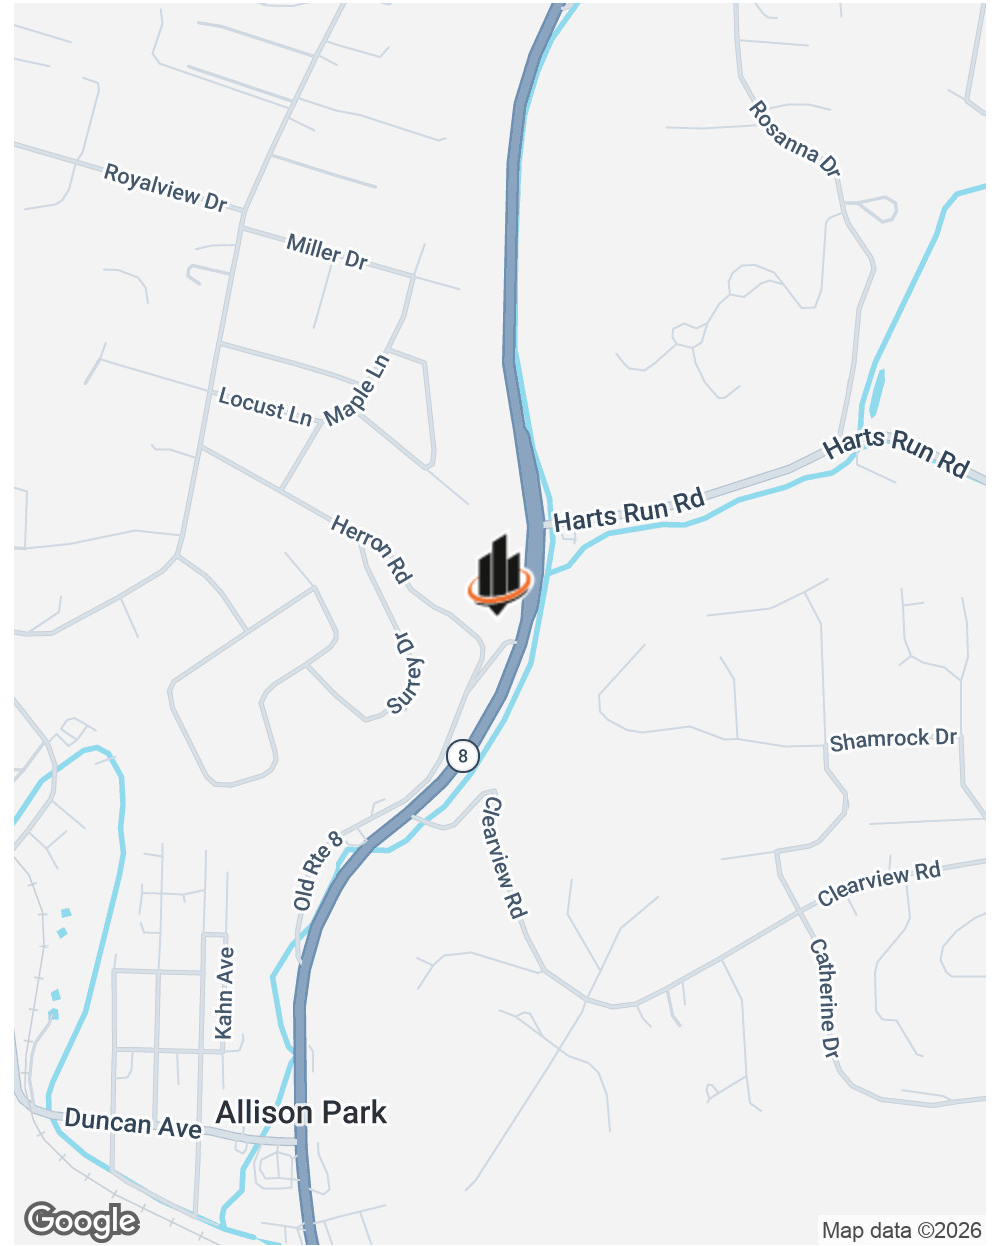 Rosanna Dr
Royalview Dr
Miller Dr
Maple Ln
Locust Ln
Harts Run Rd
Harts Run Rd
Herron Rd
Surrey Dr
Shamrock Dr
8
Clearview Rd
Old Rte 8
Clearview Rd
Catherine Dr
Kahn Ave
Allison Park
Duncan Ave
Google
Map data ©2026